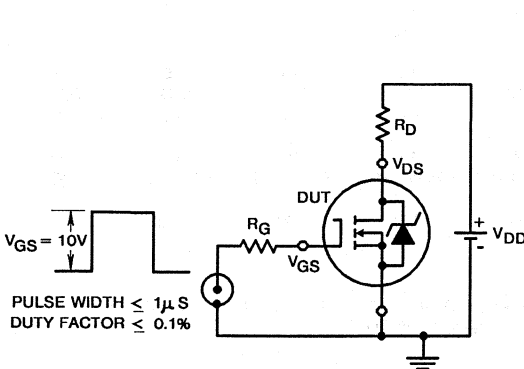 R_D
V_DS
DUT
V_GS = 10V
R_G
V_GS
+
V_DD
-
PULSE WIDTH ≤ 1μS
DUTY FACTOR ≤ 0.1%